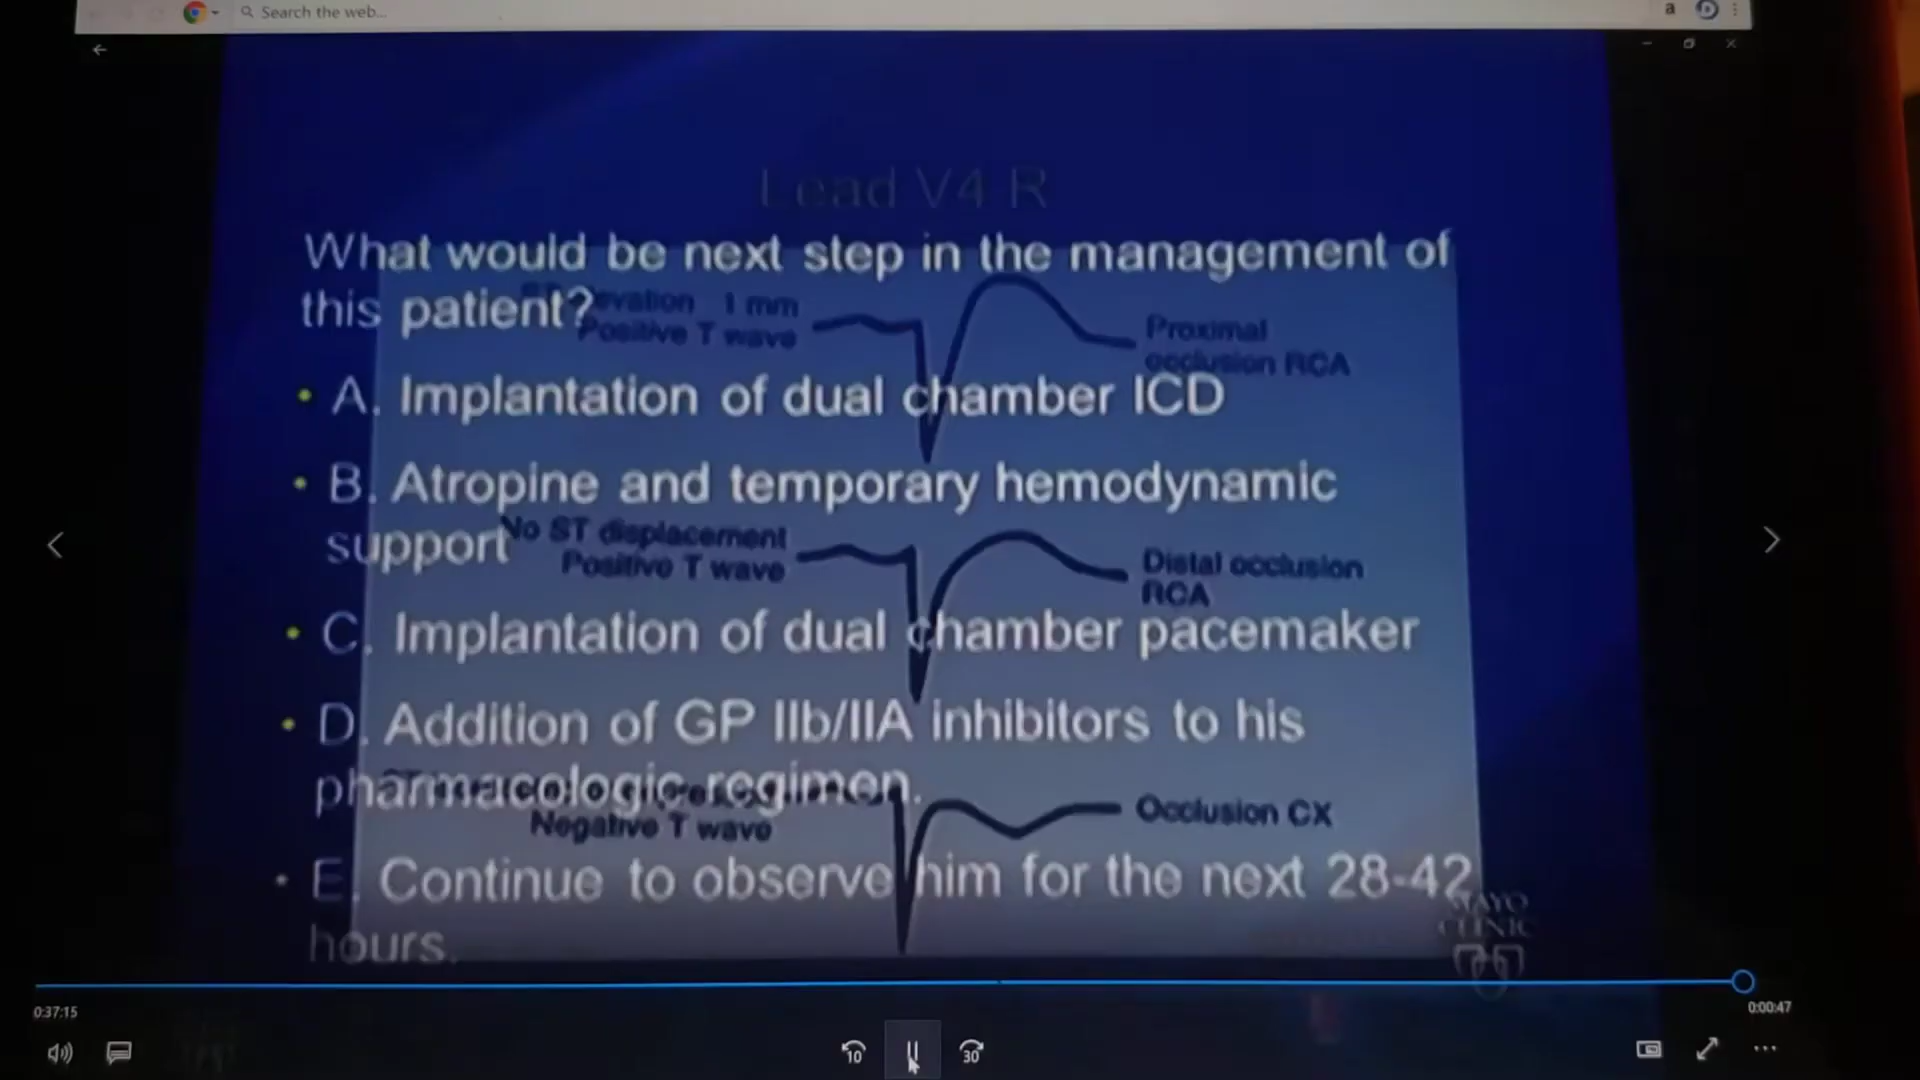 Search the web...
a
Lead V4 R
What would be next step in the management of
this patient?
evation 1 mm
Positive T wave
Proximal
occlusion RCA
• A. Implantation of dual chamber ICD
• B. Atropine and temporary hemodynamic
support
No ST displacement
Positive T wave
Distal occlusion
RCA
• C. Implantation of dual chamber pacemaker
• D. Addition of GP IIb/IIA inhibitors to his
pharmacologic regimen.
Negative T wave
Occlusion CX
• E. Continue to observe him for the next 28-42
hours.
MAYO
CLINIC
0:37:15
0:00:47
10
30